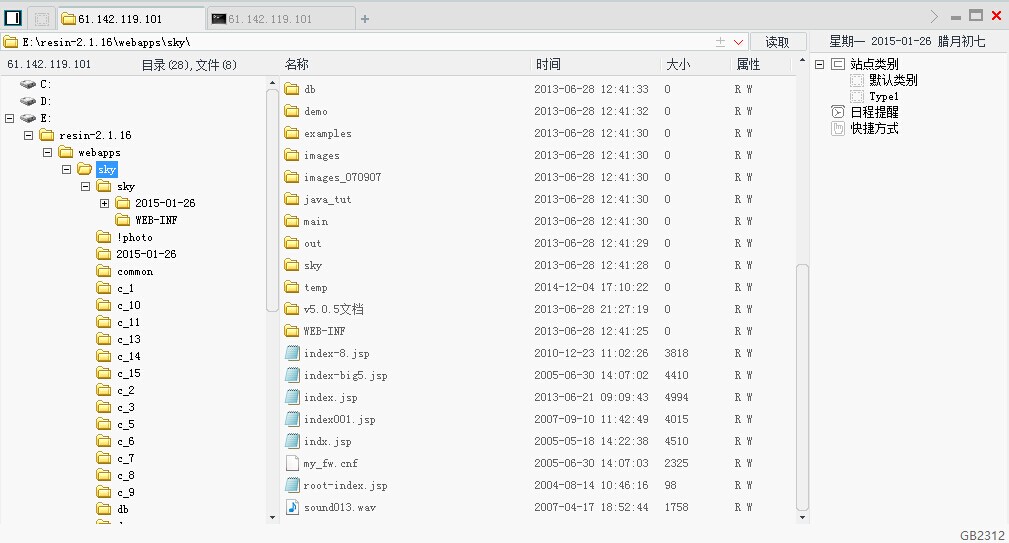 61.142.119.101 61.142.119.101
E:\resin-2.1.16\webapps\sky\ 读取 星期一 2015-01-26 腊月初七
61.142.119.101 目录(28),文件(8) 名称 时间 大小 属性
C:
D:
E:
resin-2.1.16
webapps
sky
sky
2015-01-26
WEB-INF
!photo
2015-01-26
common
c_1
c_10
c_11
c_13
c_14
c_15
c_2
c_3
c_5
c_6
c_7
c_8
c_9
db
db 2013-06-28 12:41:33 0 R W
demo 2013-06-28 12:41:32 0 R W
examples 2013-06-28 12:41:30 0 R W
images 2013-06-28 12:41:30 0 R W
images_070907 2013-06-28 12:41:30 0 R W
java_tut 2013-06-28 12:41:30 0 R W
main 2013-06-28 12:41:30 0 R W
out 2013-06-28 12:41:29 0 R W
sky 2013-06-28 12:41:28 0 R W
temp 2014-12-04 17:10:22 0 R W
v5.0.5文档 2013-06-28 21:27:19 0 R W
WEB-INF 2013-06-28 12:41:25 0 R W
index-8.jsp 2010-12-23 11:02:26 3818 R W
index-big5.jsp 2005-06-30 14:07:02 4410 R W
index.jsp 2013-06-21 09:09:43 4994 R W
index001.jsp 2007-09-10 11:42:49 4015 R W
indx.jsp 2005-05-18 14:22:38 4510 R W
my_fw.cnf 2005-06-30 14:07:03 2325 R W
root-index.jsp 2004-08-14 10:46:16 98 R W
sound013.wav 2007-04-17 18:52:44 1758 R W
站点类别
默认类别
Type1
日程提醒
快捷方式
GB2312